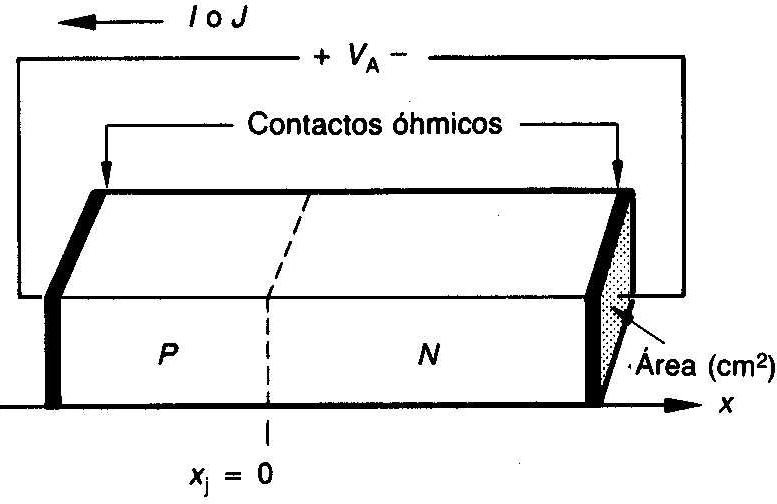 I o J
+ V_A −
Contactos óhmicos
P
N
Área (cm²)
x
x_j = 0